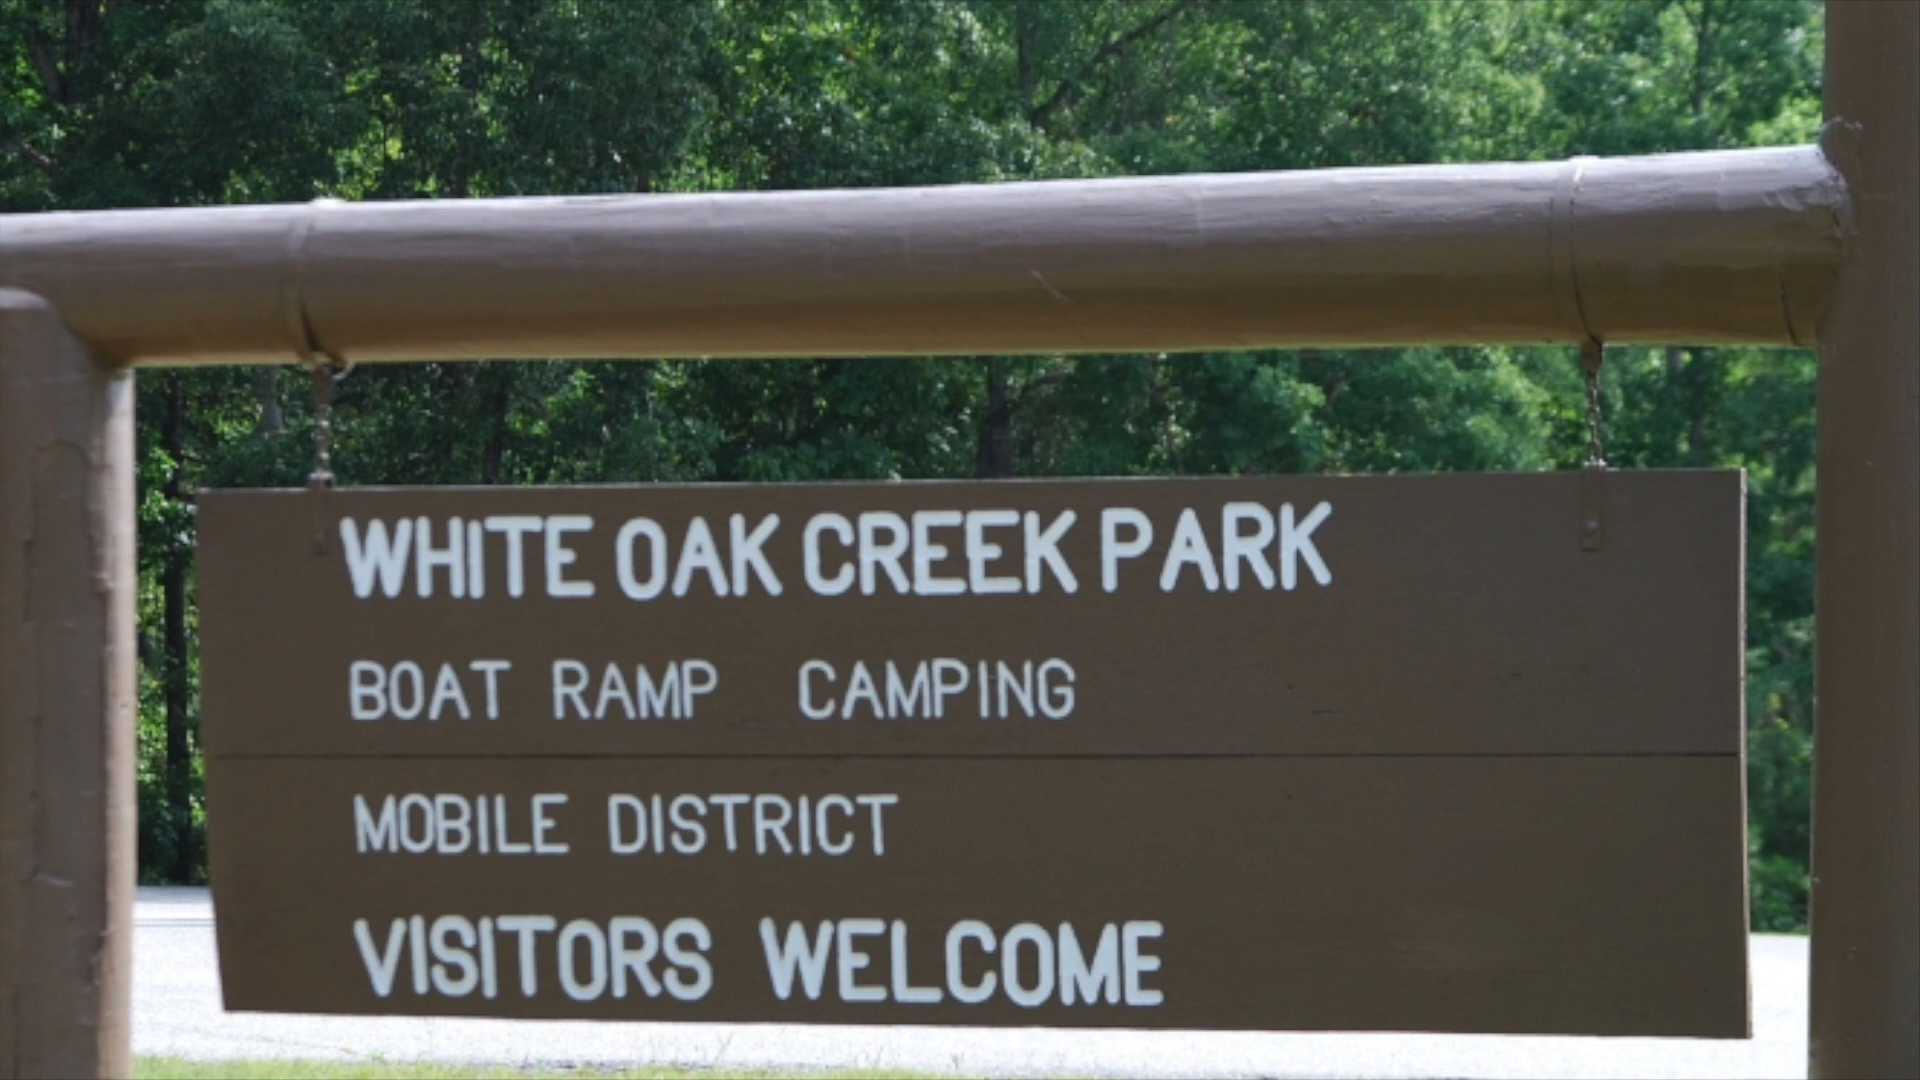 WHITE OAK CREEK PARK
BOAT RAMP CAMPING
MOBILE DISTRICT
VISITORS WELCOME